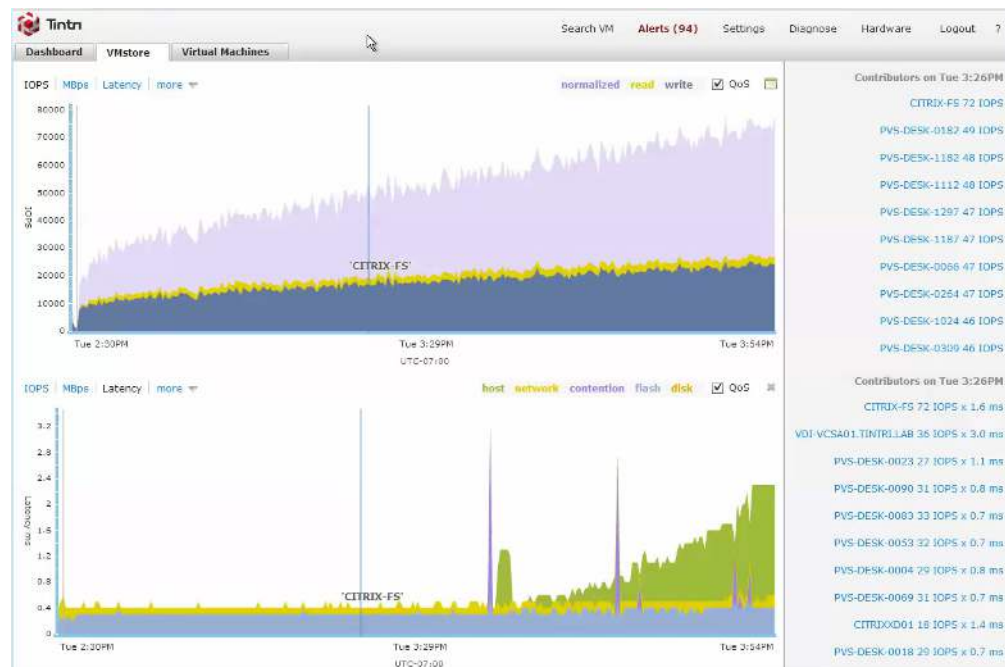 Tintri
Search VM Alerts (94) Settings Diagnose Hardware Logout ?
Dashboard VMstore Virtual Machines
IOPS MBps Latency more normalized read write QoS
Contributors on Tue 3:26PM
CITRIX-FS 72 IOPS
PVS-DESK-0182 49 IOPS
PVS-DESK-1182 48 IOPS
PVS-DESK-1112 48 IOPS
PVS-DESK-1297 47 IOPS
PVS-DESK-1187 47 IOPS
PVS-DESK-0066 47 IOPS
PVS-DESK-0264 47 IOPS
PVS-DESK-1024 46 IOPS
PVS-DESK-0309 46 IOPS
80000
70000
60000
50000
40000
30000
20000
10000
0
IOPS
'CITRIX-FS'
Tue 2:30PM Tue 3:29PM Tue 3:54PM
UTC-07:00
IOPS MBps Latency more host network contention flash disk QoS
Contributors on Tue 3:26PM
CITRIX-FS 72 IOPS x 1.6 ms
VDI-VCSA01.TINTRI.LAB 36 IOPS x 3.0 ms
PVS-DESK-0023 27 IOPS x 1.1 ms
PVS-DESK-0090 31 IOPS x 0.8 ms
PVS-DESK-0083 33 IOPS x 0.7 ms
PVS-DESK-0053 32 IOPS x 0.7 ms
PVS-DESK-0004 29 IOPS x 0.8 ms
PVS-DESK-0069 31 IOPS x 0.7 ms
CITRIXXD01 18 IOPS x 1.4 ms
PVS-DESK-0018 29 IOPS x 0.7 ms
3.2
2.8
2.4
2
1.6
1.2
0.8
0.4
0
Latency ms
'CITRIX-FS'
Tue 2:30PM Tue 3:29PM Tue 3:54PM
UTC-07:00